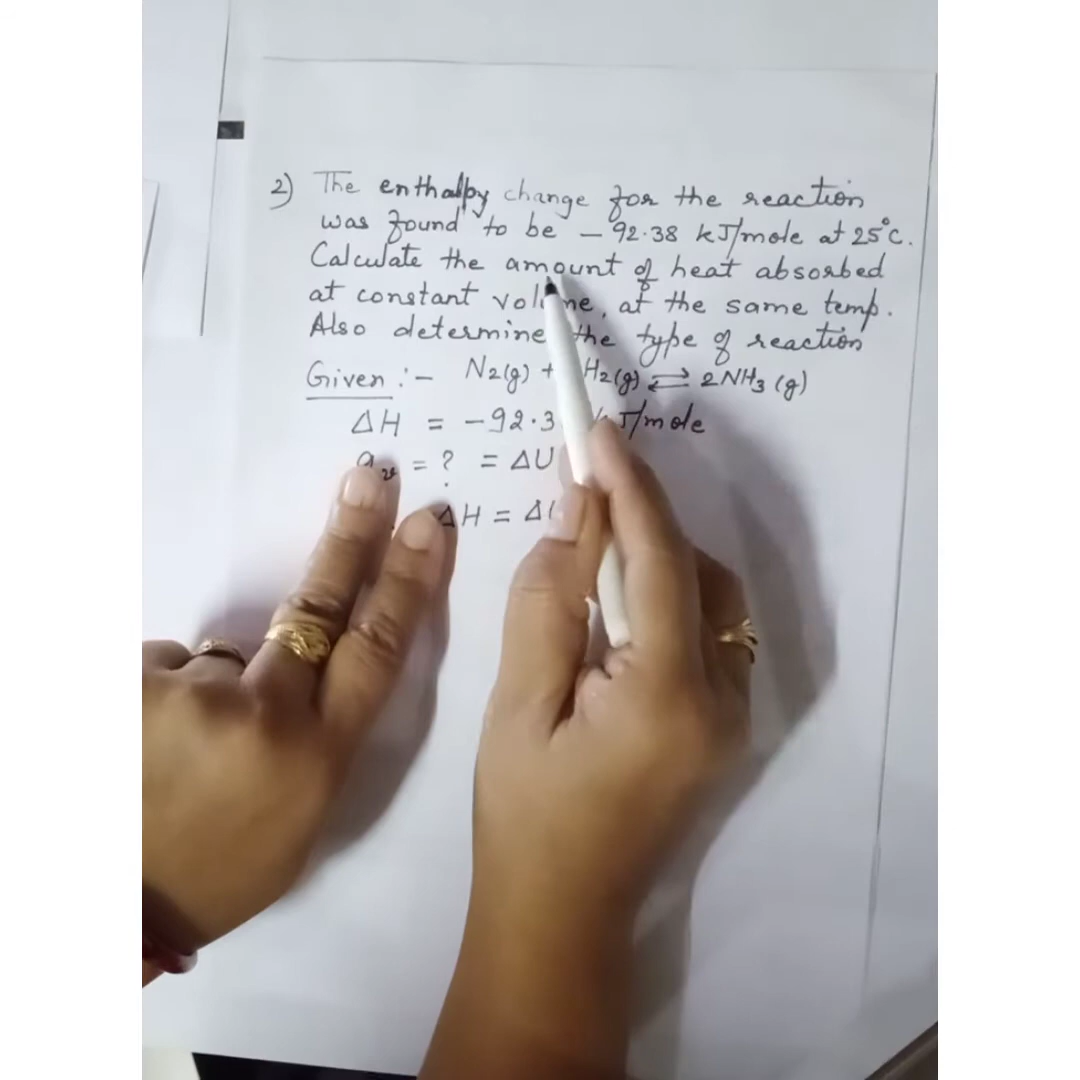 2) The enthalpy change for the reaction
was found to be - 92.38 kJ/mole at 25°C.
Calculate the amount of heat absorbed
at constant volume, at the same temp.
Also determine the type of reaction
Given :- N2(g) + H2(g) ⇌ 2NH3 (g)
ΔH = -92.3 kJ/mole
qv = ? = ΔU
ΔH =